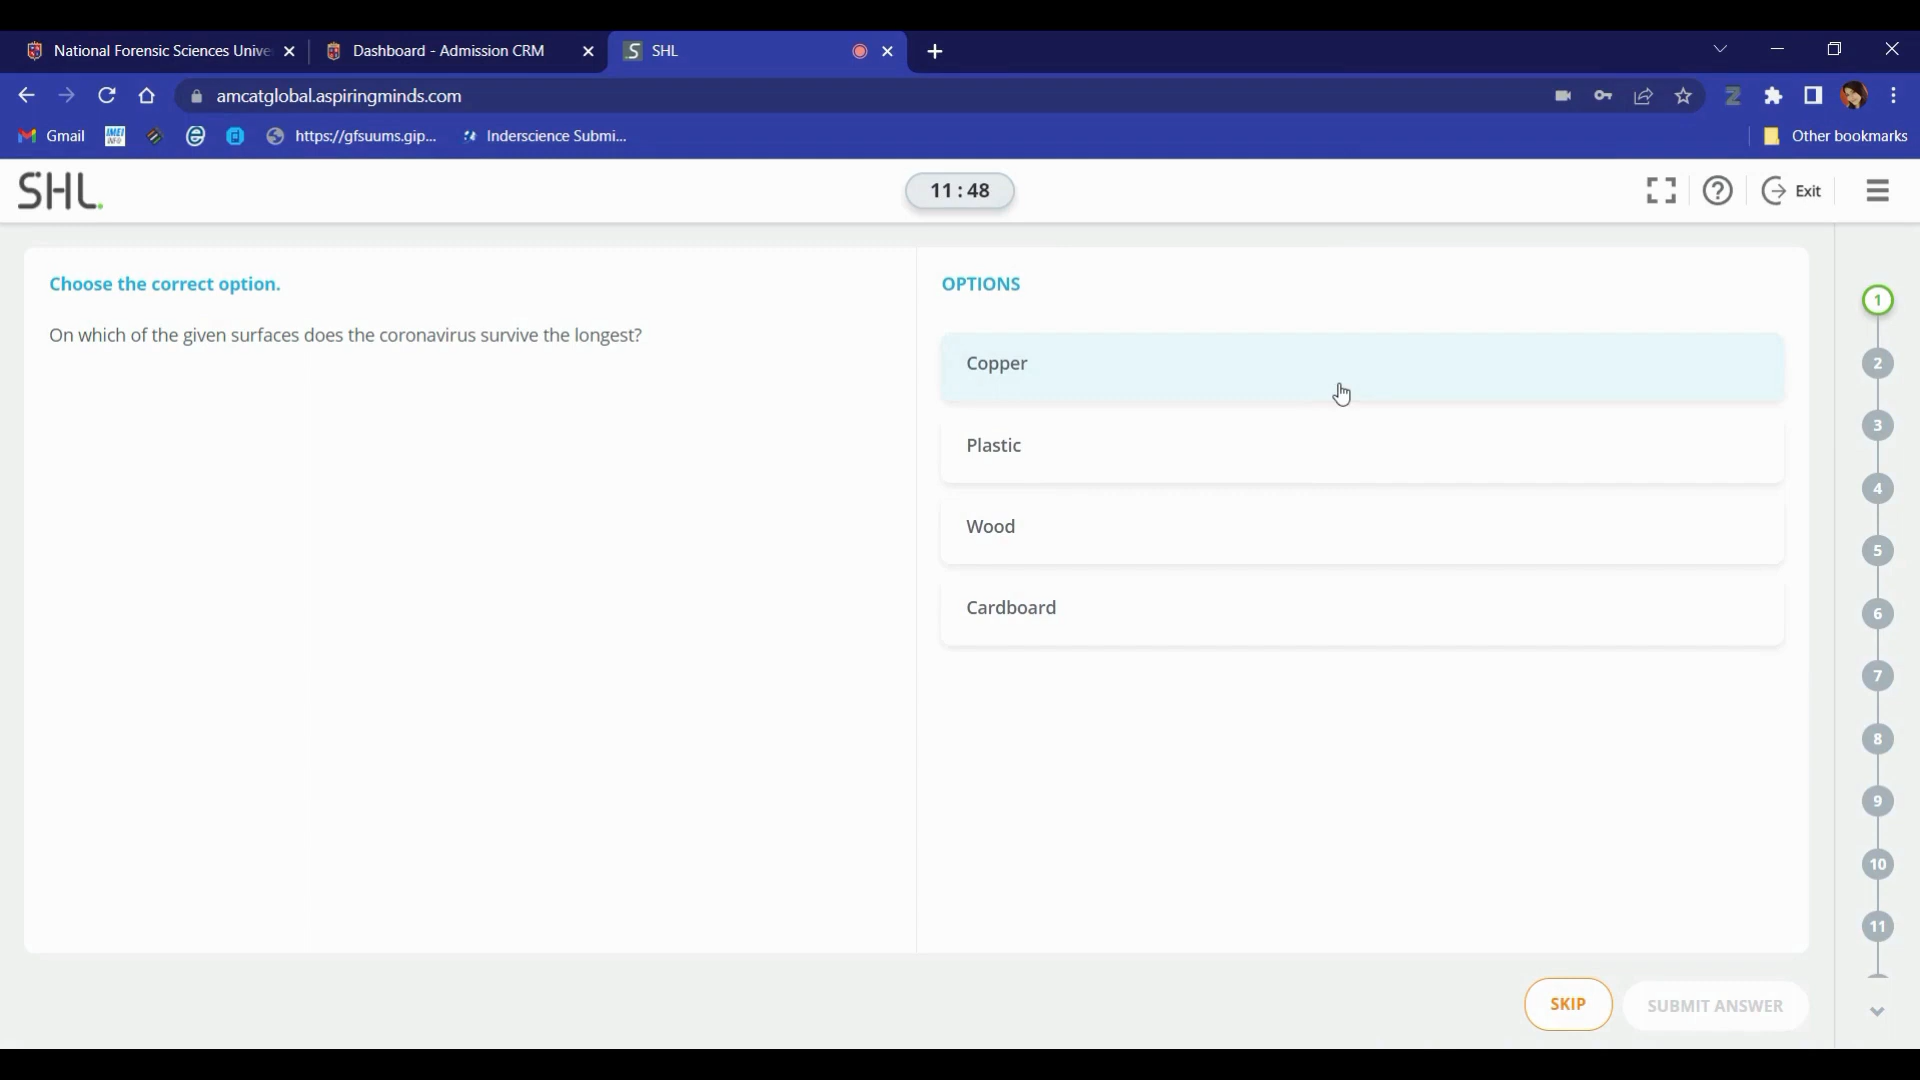 National Forensic Sciences Unive
Dashboard - Admission CRM
SHL
amcatglobal.aspiringminds.com
Gmail
IMEI
INFO
https://gfsuums.gip...
Inderscience Submi...
Other bookmarks
SHL.
11 : 48
Exit
Choose the correct option.
On which of the given surfaces does the coronavirus survive the longest?
OPTIONS
Copper
Plastic
Wood
Cardboard
1
2
3
4
5
6
7
8
9
10
11
SKIP
SUBMIT ANSWER